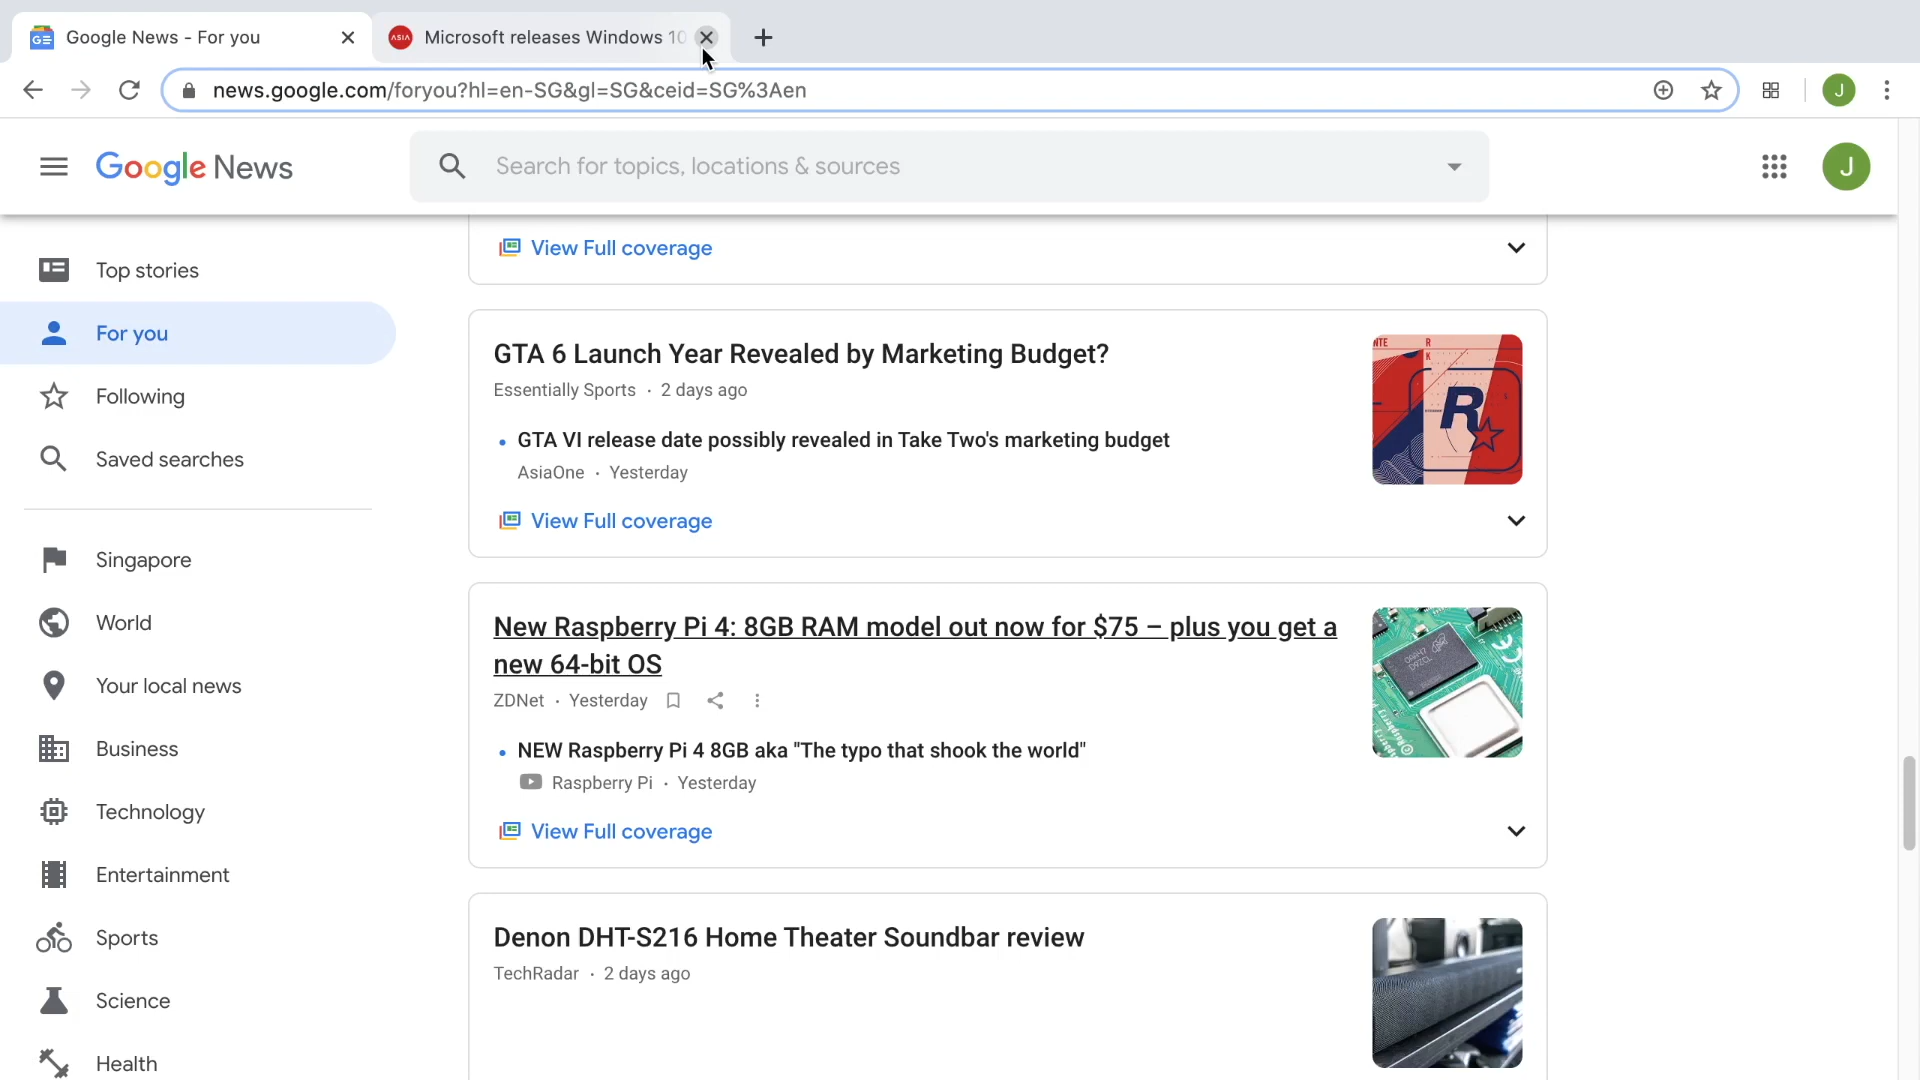 Google News - For you
Microsoft releases Windows 10
news.google.com/foryou?hl=en-SG&gl=SG&ceid=SG%3Aen
J
Google News
Search for topics, locations & sources
J
Top stories
For you
Following
Saved searches
Singapore
World
Your local news
Business
Technology
Entertainment
Sports
Science
Health
View Full coverage
GTA 6 Launch Year Revealed by Marketing Budget?
Essentially Sports · 2 days ago
GTA VI release date possibly revealed in Take Two's marketing budget
AsiaOne · Yesterday
View Full coverage
New Raspberry Pi 4: 8GB RAM model out now for $75 – plus you get a
new 64-bit OS
ZDNet · Yesterday
NEW Raspberry Pi 4 8GB aka "The typo that shook the world"
Raspberry Pi · Yesterday
View Full coverage
Denon DHT-S216 Home Theater Soundbar review
TechRadar · 2 days ago